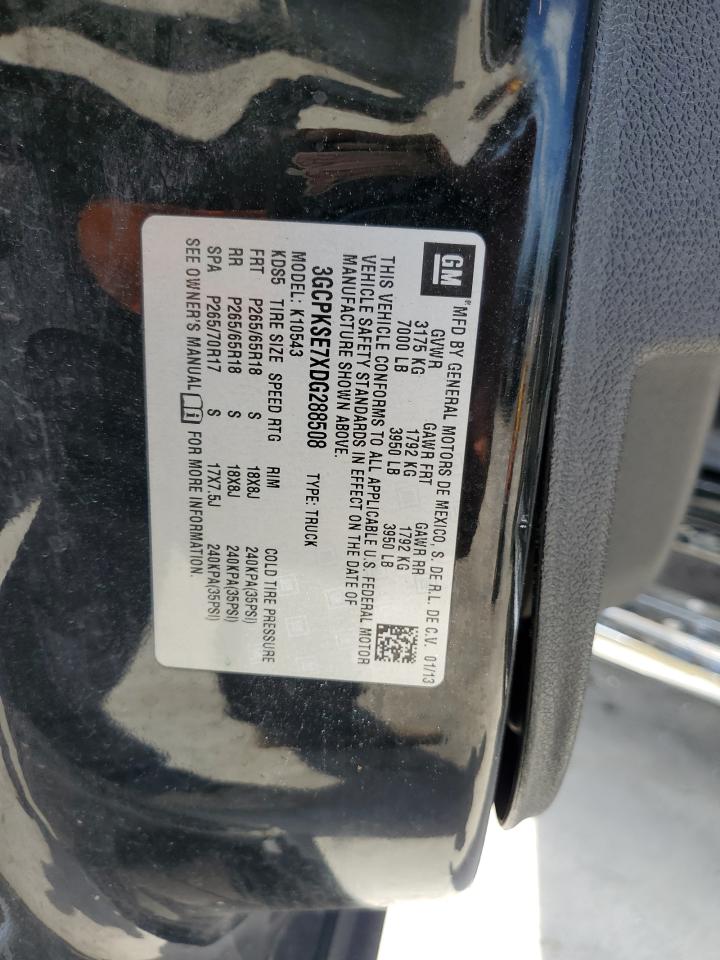 GM® MFD BY GENERAL MOTORS DE MEXICO, S. DE R.L. DE C.V. 01/13
GVWR GAWR FRT GAWR RR
3175 KG 1792 KG 1792 KG
7000 LB 3950 LB 3950 LB
THIS VEHICLE CONFORMS TO ALL APPLICABLE U.S. FEDERAL MOTOR
VEHICLE SAFETY STANDARDS IN EFFECT ON THE DATE OF
MANUFACTURE SHOWN ABOVE.
3GCPKSE7XDG288508 TYPE: TRUCK
MODEL: K10543
KDS5 TIRE SIZE SPEED RTG RIM COLD TIRE PRESSURE
FRT P265/65R18 S 18X8J 240KPA(35PSI)
RR P265/65R18 S 18X8J 240KPA(35PSI)
SPA P265/70R17 S 17X7.5J 240KPA(35PSI)
SEE OWNER'S MANUAL FOR MORE INFORMATION.